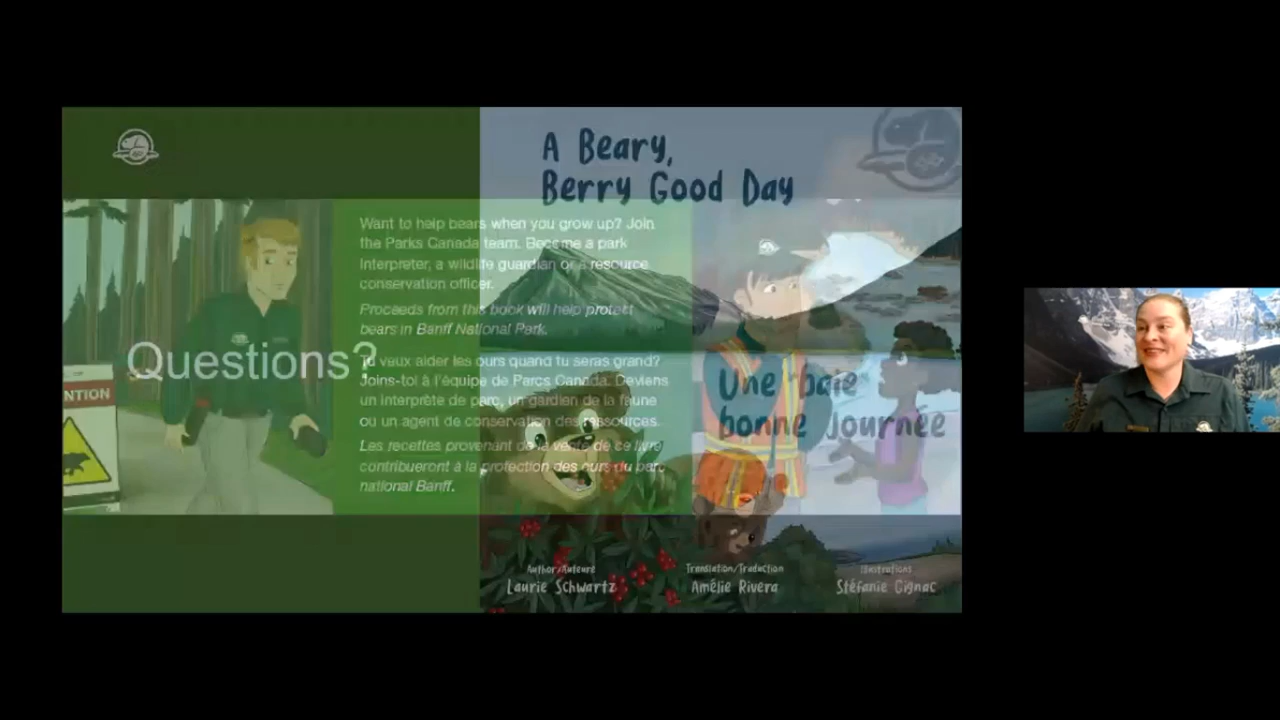 A Beary,
Berry Good Day
Want to help bears when you grow up? Join
the Parks Canada team. Become a park
Interpreter, a wildlife guardian or a resource
conservation officer.
Proceeds from this book will help protect
bears in Banff National Park.
Questions?
Tu veux aider les ours quand tu seras grand?
Joins-toi à l'équipe de Parcs Canada. Deviens
un interprète de parc, un gardien de la faune
ou un agent de conservation des ressources.
Les recettes provenant de la vente de ce livre
contribueront à la protection des ours du parc
national Banff.
NTION
Une baie
bonne Journée
Author/Auteure
Laurie Schwartz
Translation/Traduction
Amélie Rivera
Illustrations
Stéfanie Gignac